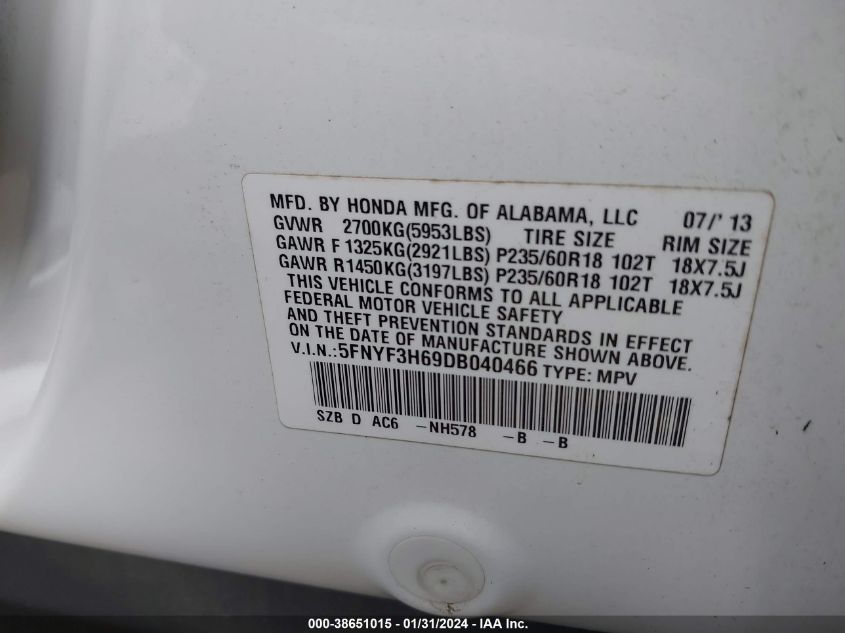 MFD. BY HONDA MFG. OF ALABAMA, LLC 07/' 13
GVWR 2700KG(5953LBS) TIRE SIZE RIM SIZE
GAWR F 1325KG(2921LBS) P235/60R18 102T 18X7.5J
GAWR R1450KG(3197LBS) P235/60R18 102T 18X7.5J
THIS VEHICLE CONFORMS TO ALL APPLICABLE
FEDERAL MOTOR VEHICLE SAFETY
AND THEFT PREVENTION STANDARDS IN EFFECT
ON THE DATE OF MANUFACTURE SHOWN ABOVE.
V.I.N.:5FNYF3H69DB040466 TYPE: MPV
SZB D AC6 -NH578 -B -B
000-38651015 - 01/31/2024 - IAA Inc.